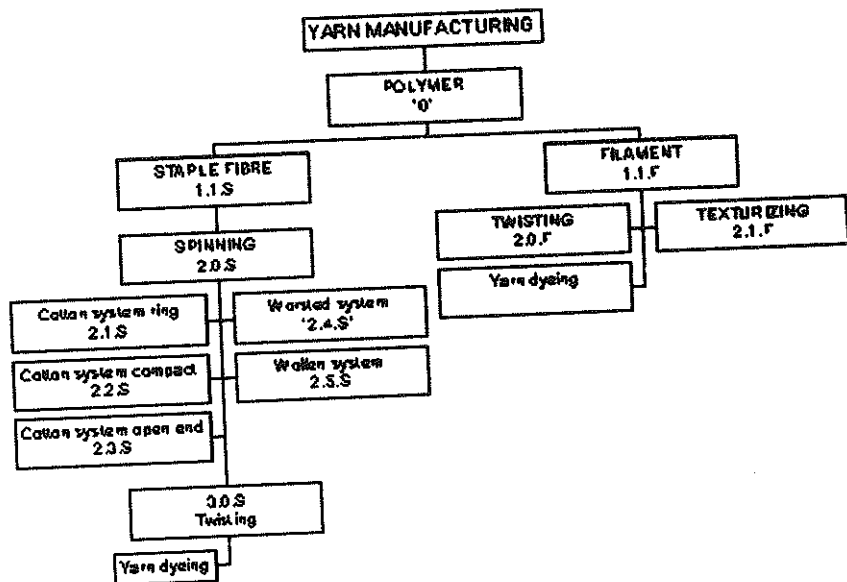 YARN MANUFACTURING
POLYMER
'0'
STAPLE FIBRE
1.1.S
FILAMENT
1.1.F
SPINNING
2.0.S
TWISTING
2.0.F
TEXTURIZING
2.1.F
Yarn dyeing
Cotton system ring
2.1.S
Worsted system
'2.4.S'
Cotton system compact
2.2.S
Wollen system
2.5.S
Cotton system open end
2.3.S
3.0.S
Twisting
Yarn dyeing